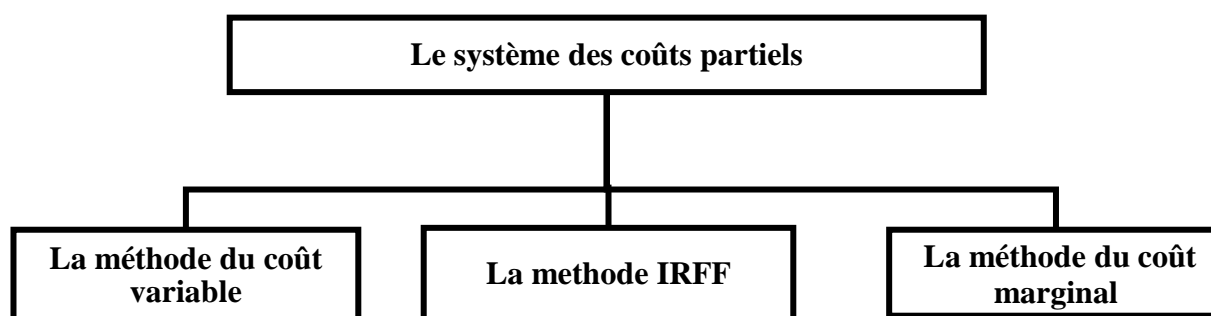 Le système des coûts partiels
La méthode du coût
variable
La methode IRFF
La méthode du coût
marginal